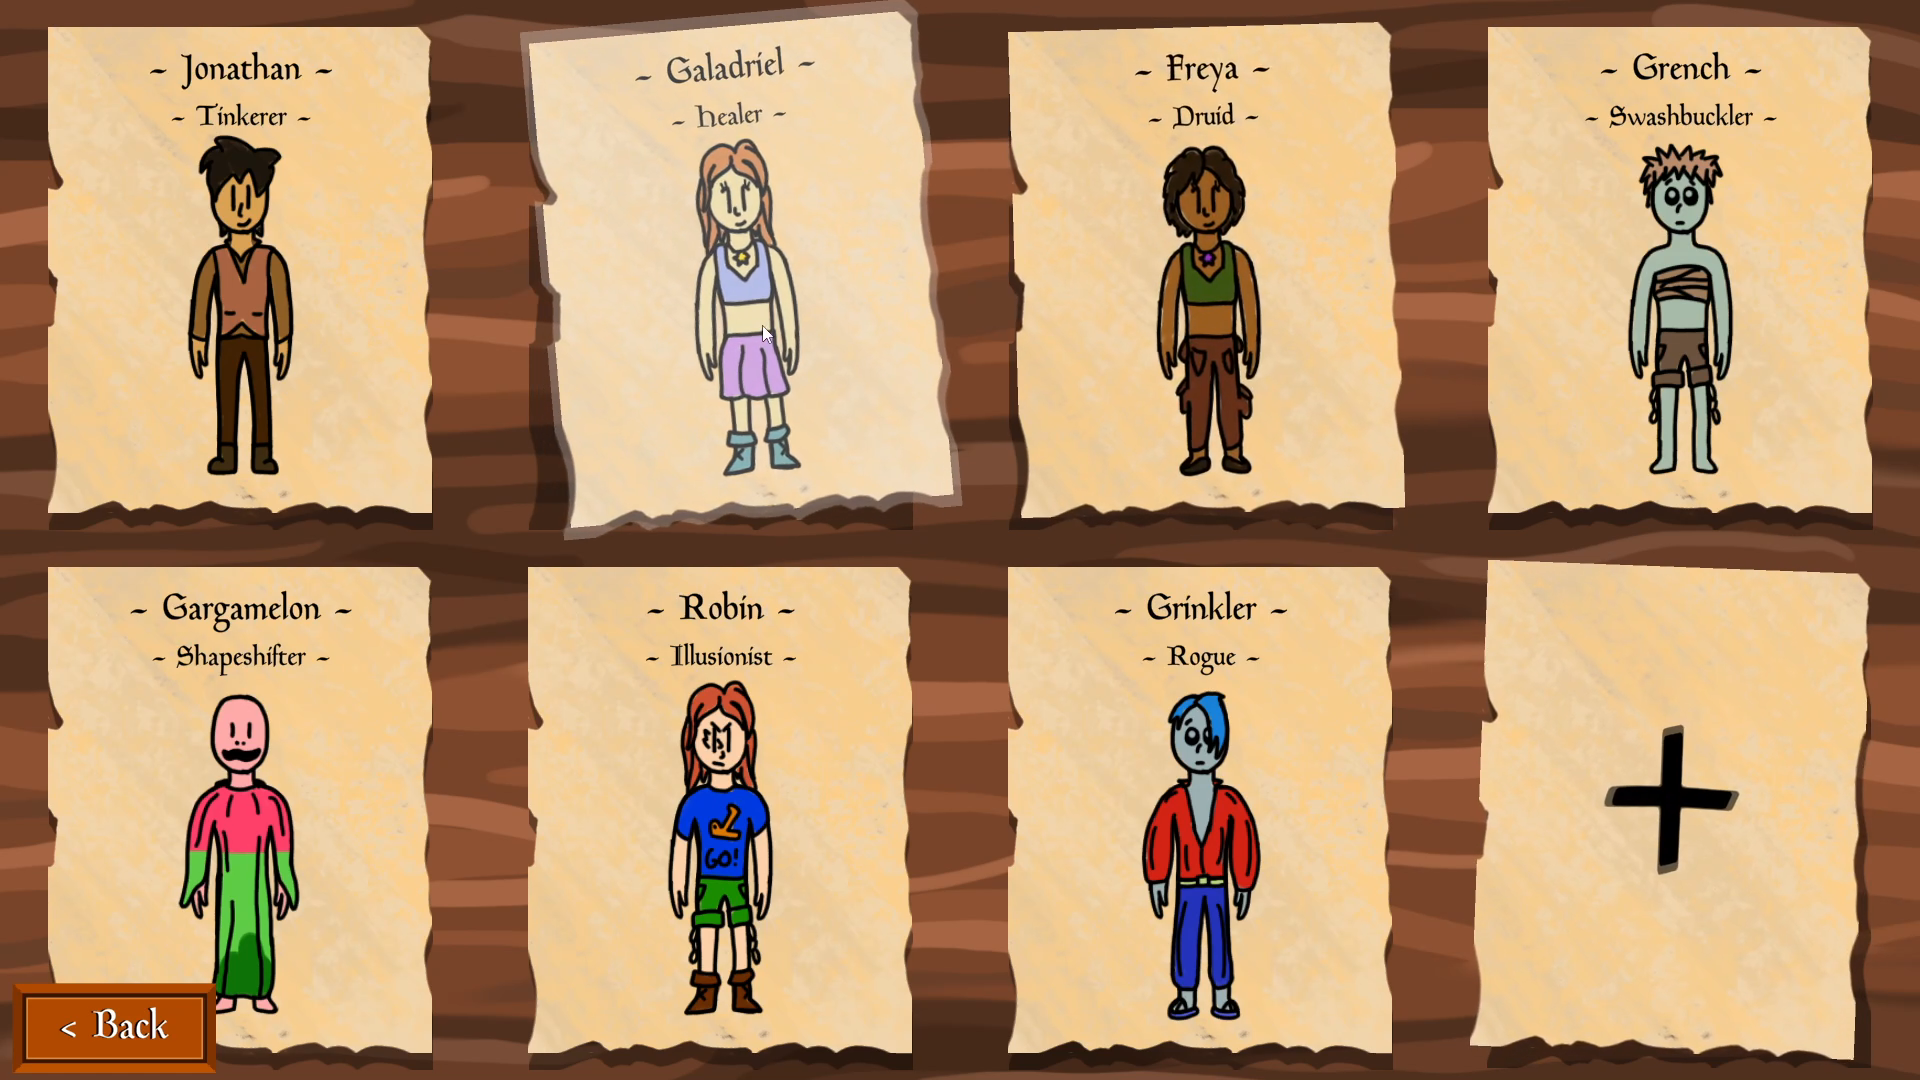 ~ Jonathan ~
~ Tinkerer ~
~ Galadriel ~
~ healer ~
~ Freya ~
~ Druid ~
~ Grench ~
~ Swashbuckler ~
~ Gargamelon ~
~ Shapeshifter ~
~ Robin ~
~ Illusionist ~
GO!
~ Grinkler ~
~ Rogue ~
+
< Back